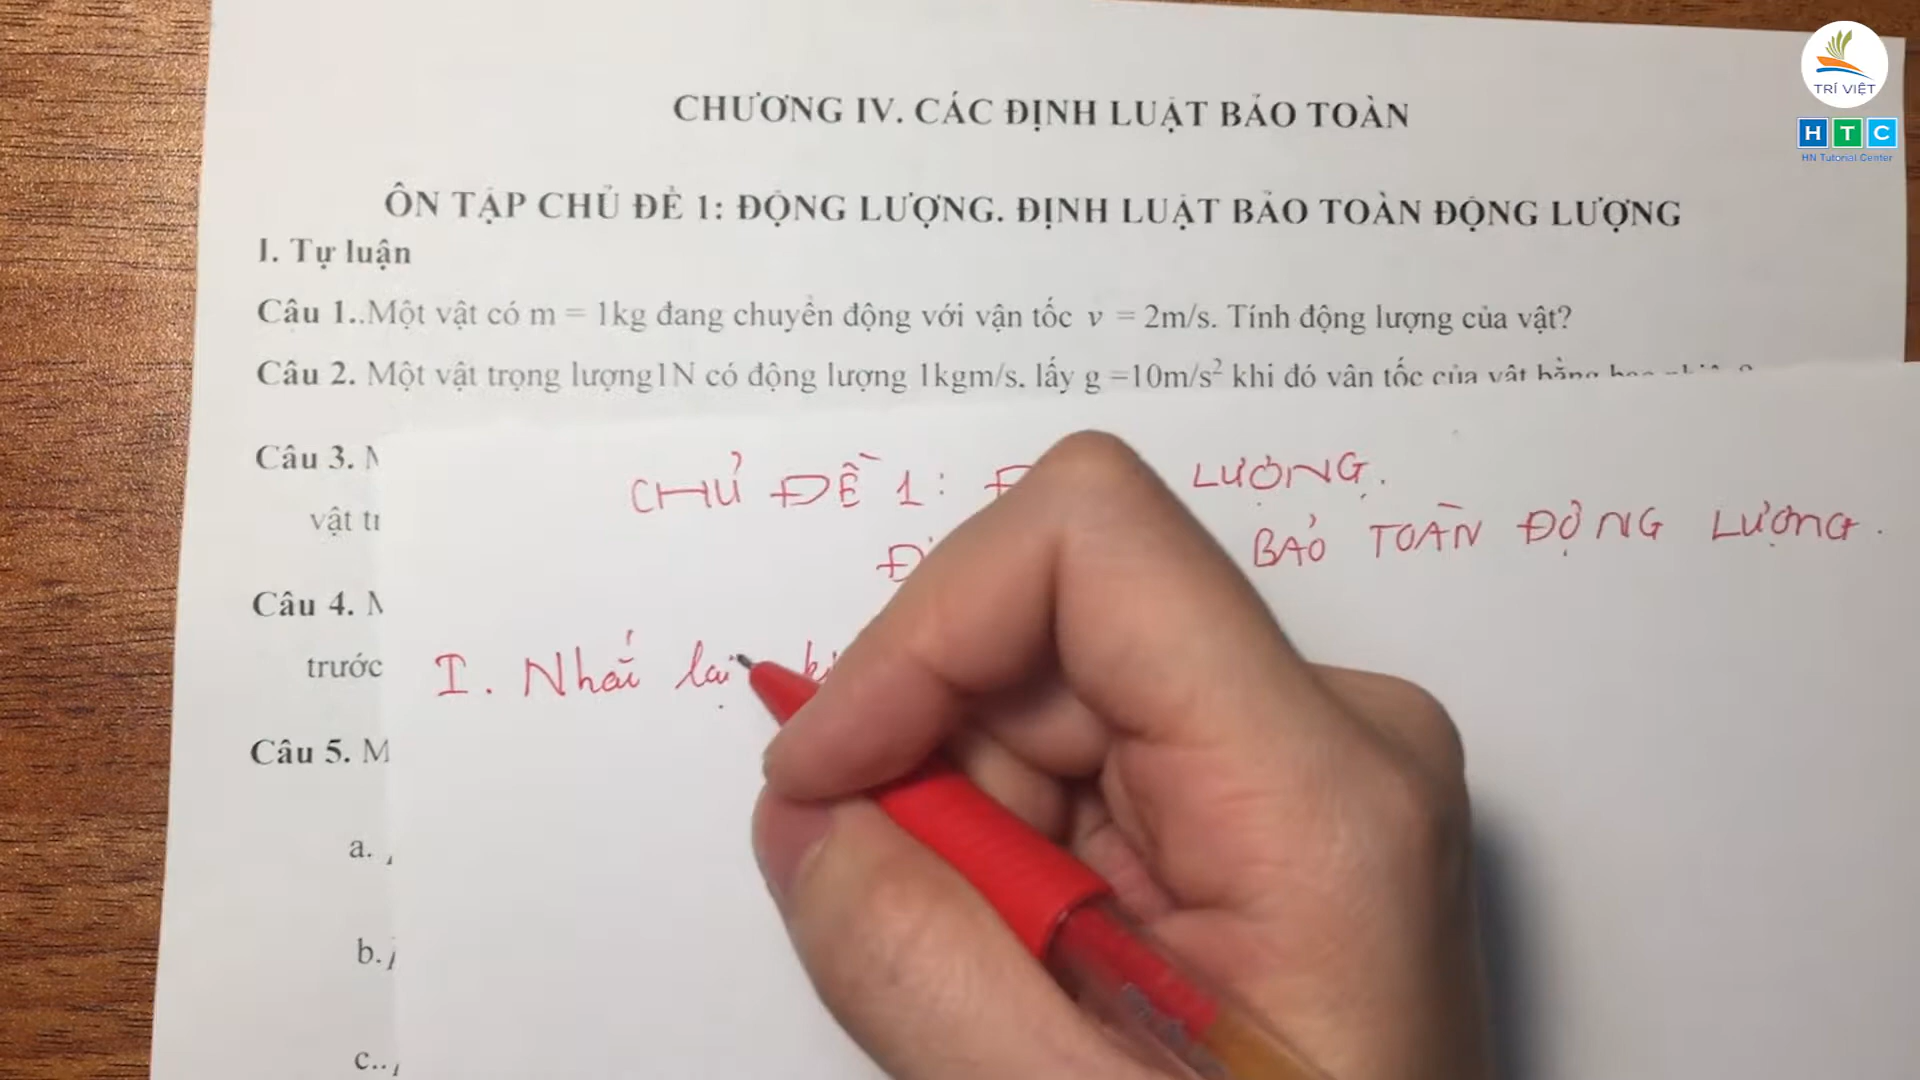 TRÍ VIỆT
H T C
HN Tutorial Center
CHƯƠNG IV. CÁC ĐỊNH LUẬT BẢO TOÀN
ÔN TẬP CHỦ ĐỀ 1: ĐỘNG LƯỢNG. ĐỊNH LUẬT BẢO TOÀN ĐỘNG LƯỢNG
I. Tự luận
Câu 1..Một vật có m = 1kg đang chuyển động với vận tốc v = 2m/s. Tính động lượng của vật?
Câu 2. Một vật trọng lượng1N có động lượng 1kgm/s. lấy g =10m/s² khi đó vân tốc của vật bằng
Câu 3.
vật
Câu 4.
trước
Câu 5.
a.
b.
c..
CHỦ ĐỀ 1: LƯỢNG.
BẢO TOÀN ĐỘNG LƯỢNG.
I. Nhắc lại